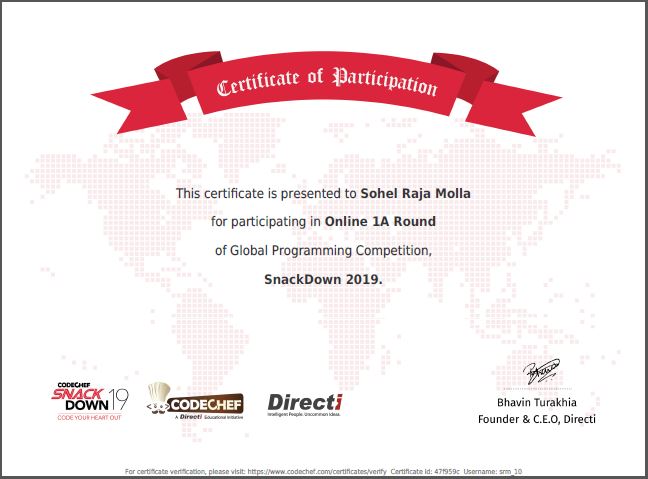 Certificate of Participation
This certificate is presented to Sohel Raja Molla
for participating in Online 1A Round
of Global Programming Competition,
SnackDown 2019.
CODECHEF
SNACK
DOWN 19
CODE YOUR HEART OUT
CODECHEF
A Directi Educational Initiative
Directi
Intelligent People. Uncommon Ideas.
Bhavin Turakhia
Founder & C.E.O, Directi
For certificate verification, please visit: https://www.codechef.com/certificates/verify Certificate Id: 47f959c Username: srm_10